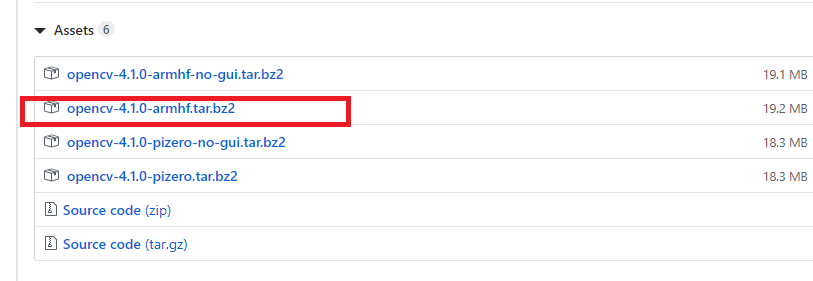 Assets 6
opencv-4.1.0-armhf-no-gui.tar.bz2 19.1 MB
opencv-4.1.0-armhf.tar.bz2 19.2 MB
opencv-4.1.0-pizero-no-gui.tar.bz2 18.3 MB
opencv-4.1.0-pizero.tar.bz2 18.3 MB
Source code (zip)
Source code (tar.gz)